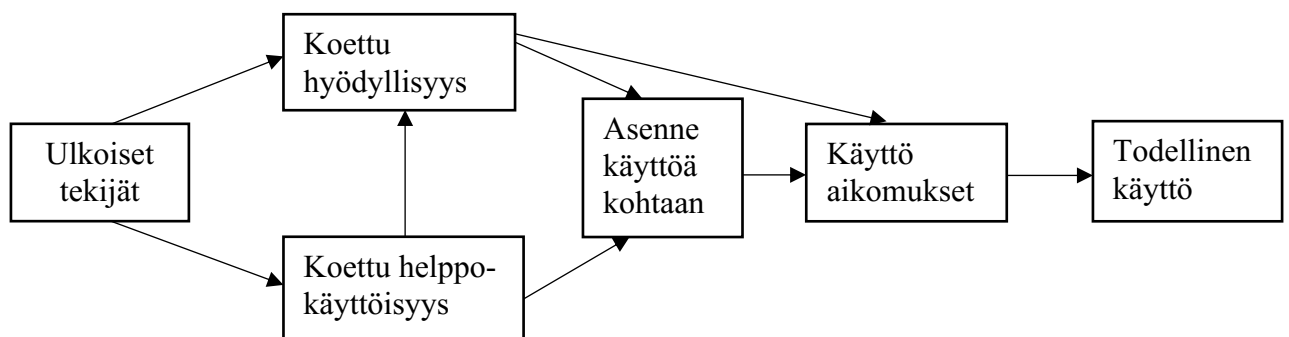 Koettu
hyödyllisyys
Ulkoiset
tekijät
Koettu helppo-
käyttöisyys
Asenne
käyttöä
kohtaan
Käyttö
aikomukset
Todellinen
käyttö